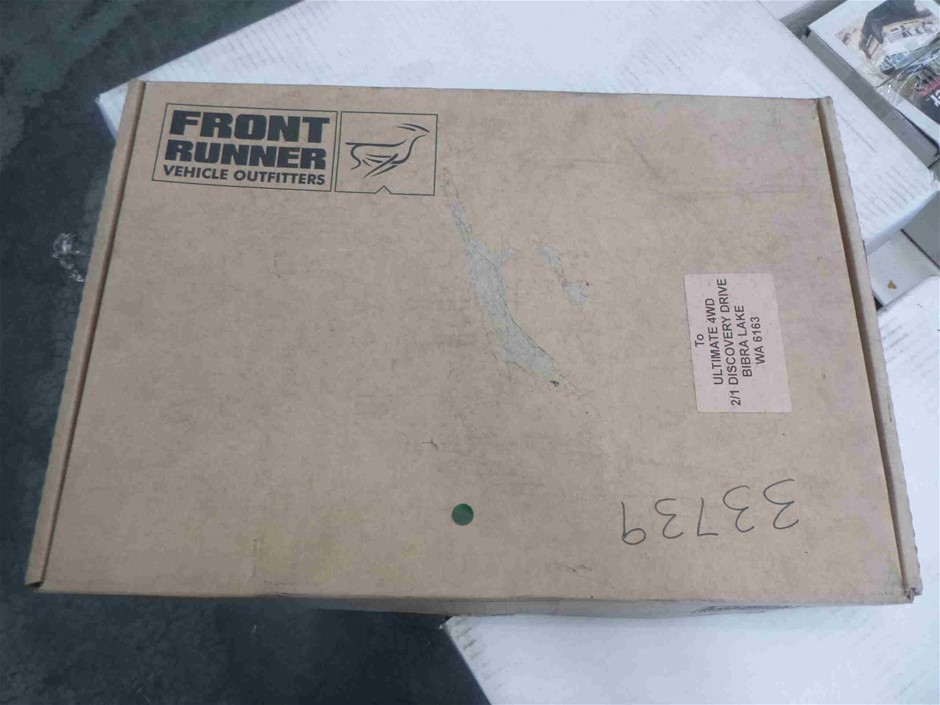 FRONT
RUNNER
VEHICLE OUTFITTERS
To
ULTIMATE 4WD
2/1 DISCOVERY DRIVE
BIBRA LAKE
WA 6163
33739